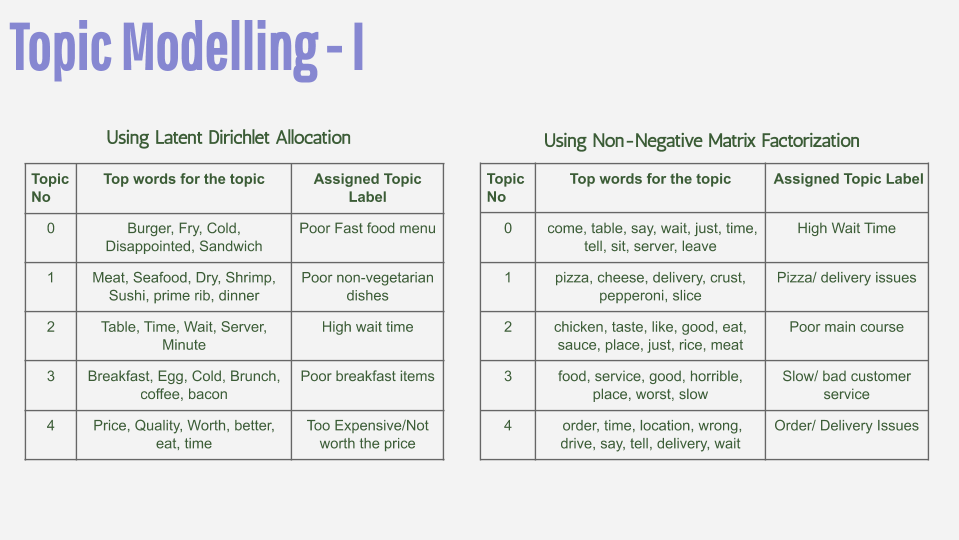 Topic Modelling - I
Using Latent Dirichlet Allocation
Topic No
Top words for the topic
Assigned Topic Label
0
Burger, Fry, Cold,
Disappointed, Sandwich
Poor Fast food menu
1
Meat, Seafood, Dry, Shrimp,
Sushi, prime rib, dinner
Poor non-vegetarian
dishes
2
Table, Time, Wait, Server,
Minute
High wait time
3
Breakfast, Egg, Cold, Brunch,
coffee, bacon
Poor breakfast items
4
Price, Quality, Worth, better,
eat, time
Too Expensive/Not
worth the price
Using Non-Negative Matrix Factorization
Topic
No
Top words for the topic
Assigned Topic Label
0
come, table, say, wait, just, time,
tell, sit, server, leave
High Wait Time
1
pizza, cheese, delivery, crust,
pepperoni, slice
Pizza/ delivery issues
2
chicken, taste, like, good, eat,
sauce, place, just, rice, meat
Poor main course
3
food, service, good, horrible,
place, worst, slow
Slow/ bad customer
service
4
order, time, location, wrong,
drive, say, tell, delivery, wait
Order/ Delivery Issues